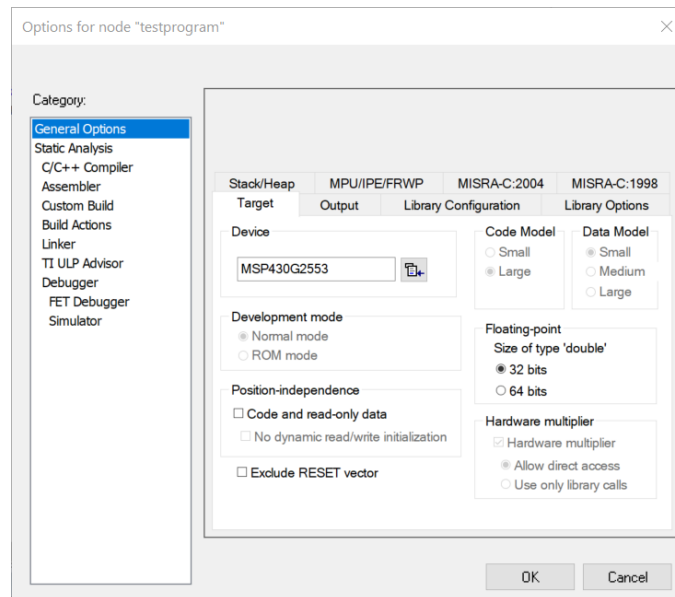 Options for node "testprogram"
Category:
General Options
Static Analysis
C/C++ Compiler
Assembler
Custom Build
Build Actions
Linker
TI ULP Advisor
Debugger
FET Debugger
Simulator
Stack/Heap MPU/IPE/FRWP MISRA-C:2004 MISRA-C:1998
Target Output Library Configuration Library Options
Device
MSP430G2553
Development mode
Normal mode
ROM mode
Position-independence
Code and read-only data
No dynamic read/write initialization
Exclude RESET vector
Code Model
Small
Large
Data Model
Small
Medium
Large
Floating-point
Size of type 'double'
32 bits
64 bits
Hardware multiplier
Hardware multiplier
Allow direct access
Use only library calls
OK Cancel